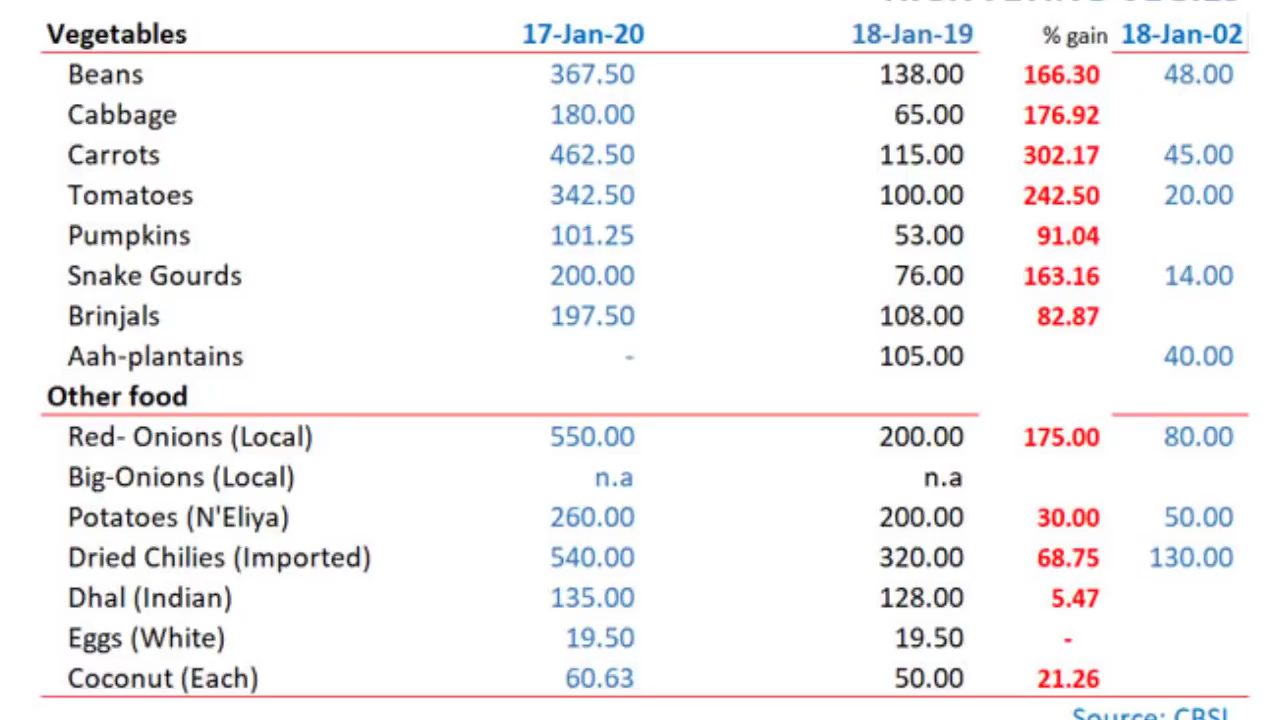 Vegetables 17-Jan-20 18-Jan-19 % gain 18-Jan-02
Beans 367.50 138.00 166.30 48.00
Cabbage 180.00 65.00 176.92
Carrots 462.50 115.00 302.17 45.00
Tomatoes 342.50 100.00 242.50 20.00
Pumpkins 101.25 53.00 91.04
Snake Gourds 200.00 76.00 163.16 14.00
Brinjals 197.50 108.00 82.87
Aah-plantains - 105.00 40.00
Other food
Red- Onions (Local) 550.00 200.00 175.00 80.00
Big-Onions (Local) n.a n.a
Potatoes (N'Eliya) 260.00 200.00 30.00 50.00
Dried Chilies (Imported) 540.00 320.00 68.75 130.00
Dhal (Indian) 135.00 128.00 5.47
Eggs (White) 19.50 19.50 -
Coconut (Each) 60.63 50.00 21.26
Source: CBSL